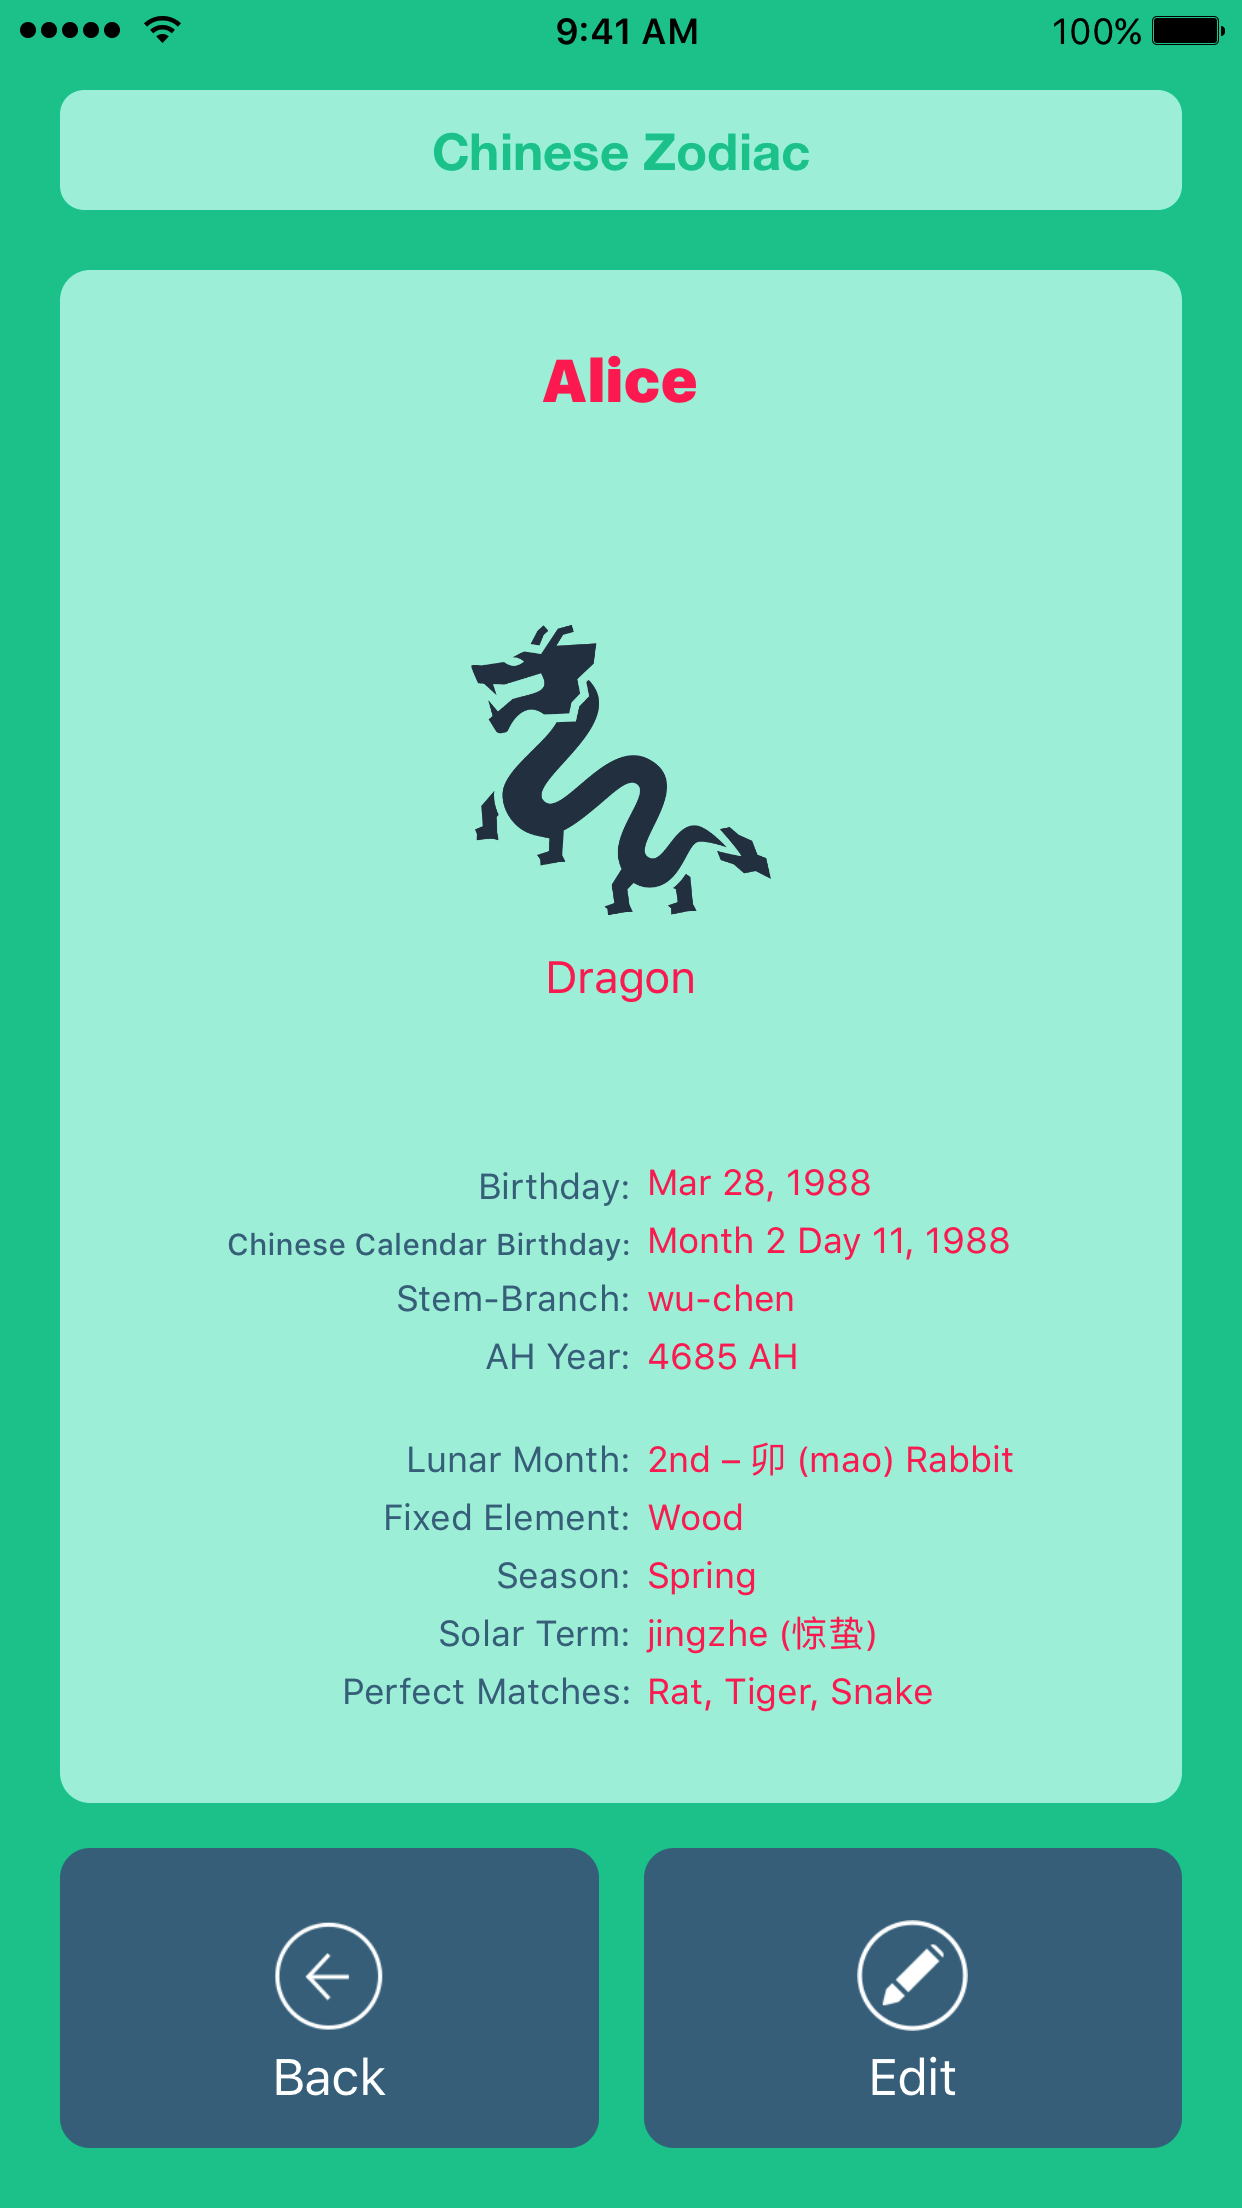 9:41 AM
100%
Chinese Zodiac
Alice
Dragon
Birthday: Mar 28, 1988
Chinese Calendar Birthday: Month 2 Day 11, 1988
Stem-Branch: wu-chen
AH Year: 4685 AH
Lunar Month: 2nd – 卯 (mao) Rabbit
Fixed Element: Wood
Season: Spring
Solar Term: jingzhe (惊蛰)
Perfect Matches: Rat, Tiger, Snake
Back
Edit